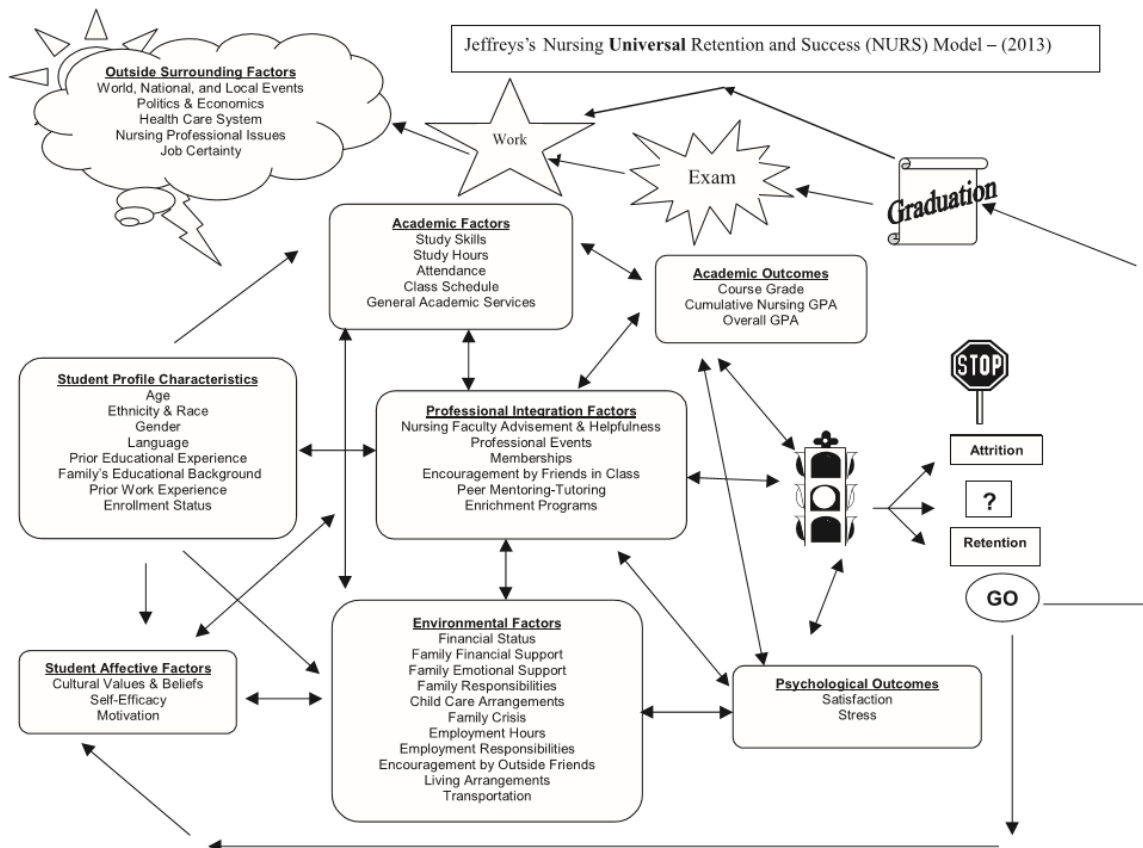 Jeffreys's Nursing Universal Retention and Success (NURS) Model – (2013)
Outside Surrounding Factors
World, National, and Local Events
Politics & Economics
Health Care System
Nursing Professional Issues
Job Certainty
Work
Exam
Graduation
Academic Factors
Study Skills
Study Hours
Attendance
Class Schedule
General Academic Services
Academic Outcomes
Course Grade
Cumulative Nursing GPA
Overall GPA
Student Profile Characteristics
Age
Ethnicity & Race
Gender
Language
Prior Educational Experience
Family's Educational Background
Prior Work Experience
Enrollment Status
Professional Integration Factors
Nursing Faculty Advisement & Helpfulness
Professional Events
Memberships
Encouragement by Friends in Class
Peer Mentoring-Tutoring
Enrichment Programs
STOP
Attrition
?
Retention
GO
Student Affective Factors
Cultural Values & Beliefs
Self-Efficacy
Motivation
Environmental Factors
Financial Status
Family Financial Support
Family Emotional Support
Family Responsibilities
Child Care Arrangements
Family Crisis
Employment Hours
Employment Responsibilities
Encouragement by Outside Friends
Living Arrangements
Transportation
Psychological Outcomes
Satisfaction
Stress